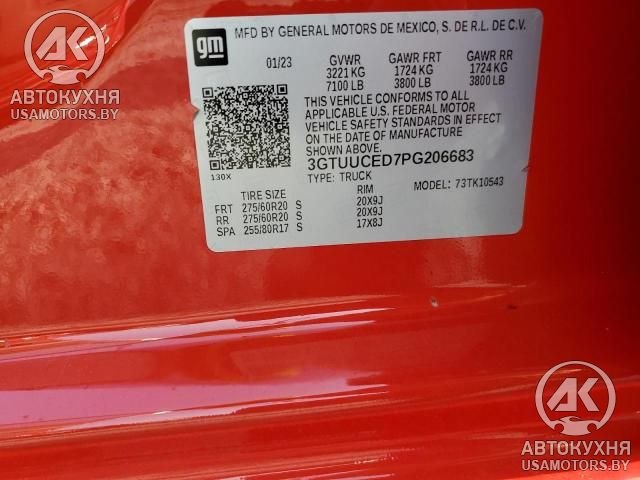 gm
MFD BY GENERAL MOTORS DE MEXICO, S. DE R.L. DE C.V.
01/23 GVWR GAWR FRT GAWR RR
3221 KG 1724 KG 1724 KG
7100 LB 3800 LB 3800 LB
THIS VEHICLE CONFORMS TO ALL
APPLICABLE U.S. FEDERAL MOTOR
VEHICLE SAFETY STANDARDS IN EFFECT
ON THE DATE OF MANUFACTURE
3GTUUCED7PG206683
TYPE: TRUCK MODEL: 73TK10543
130X
TIRE SIZE RIM
FRT 275/60R20 S 20X9J
RR 275/60R20 S 20X9J
SPA 255/80R17 S 17X8J
АК
АВТОКУХНЯ
USAMOTORS.BY
АК
АВТОКУХНЯ
USAMOTORS.BY